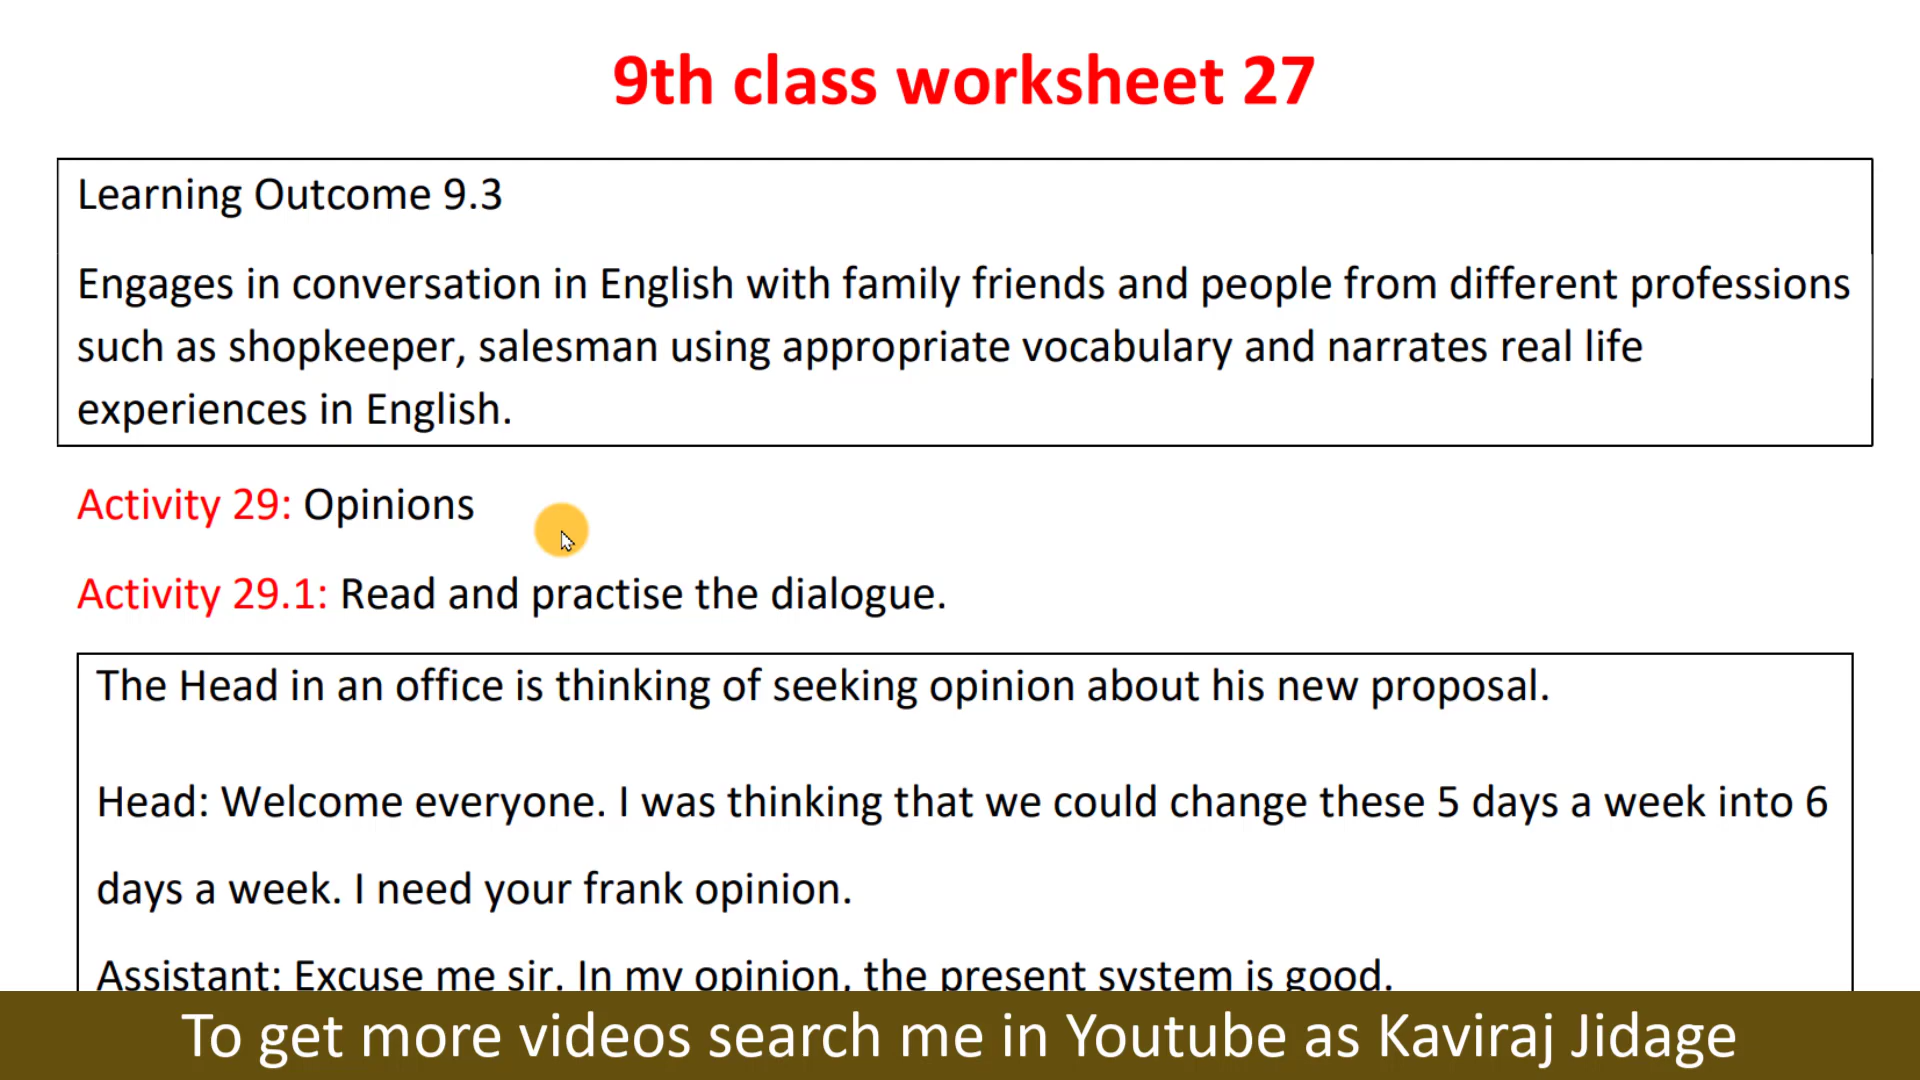 9th class worksheet 27
Learning Outcome 9.3
Engages in conversation in English with family friends and people from different professions
such as shopkeeper, salesman using appropriate vocabulary and narrates real life
experiences in English.
Activity 29: Opinions
Activity 29.1: Read and practise the dialogue.
The Head in an office is thinking of seeking opinion about his new proposal.
Head: Welcome everyone. I was thinking that we could change these 5 days a week into 6
days a week. I need your frank opinion.
Assistant: Excuse me sir. In my opinion, the present system is good.
To get more videos search me in Youtube as Kaviraj Jidage